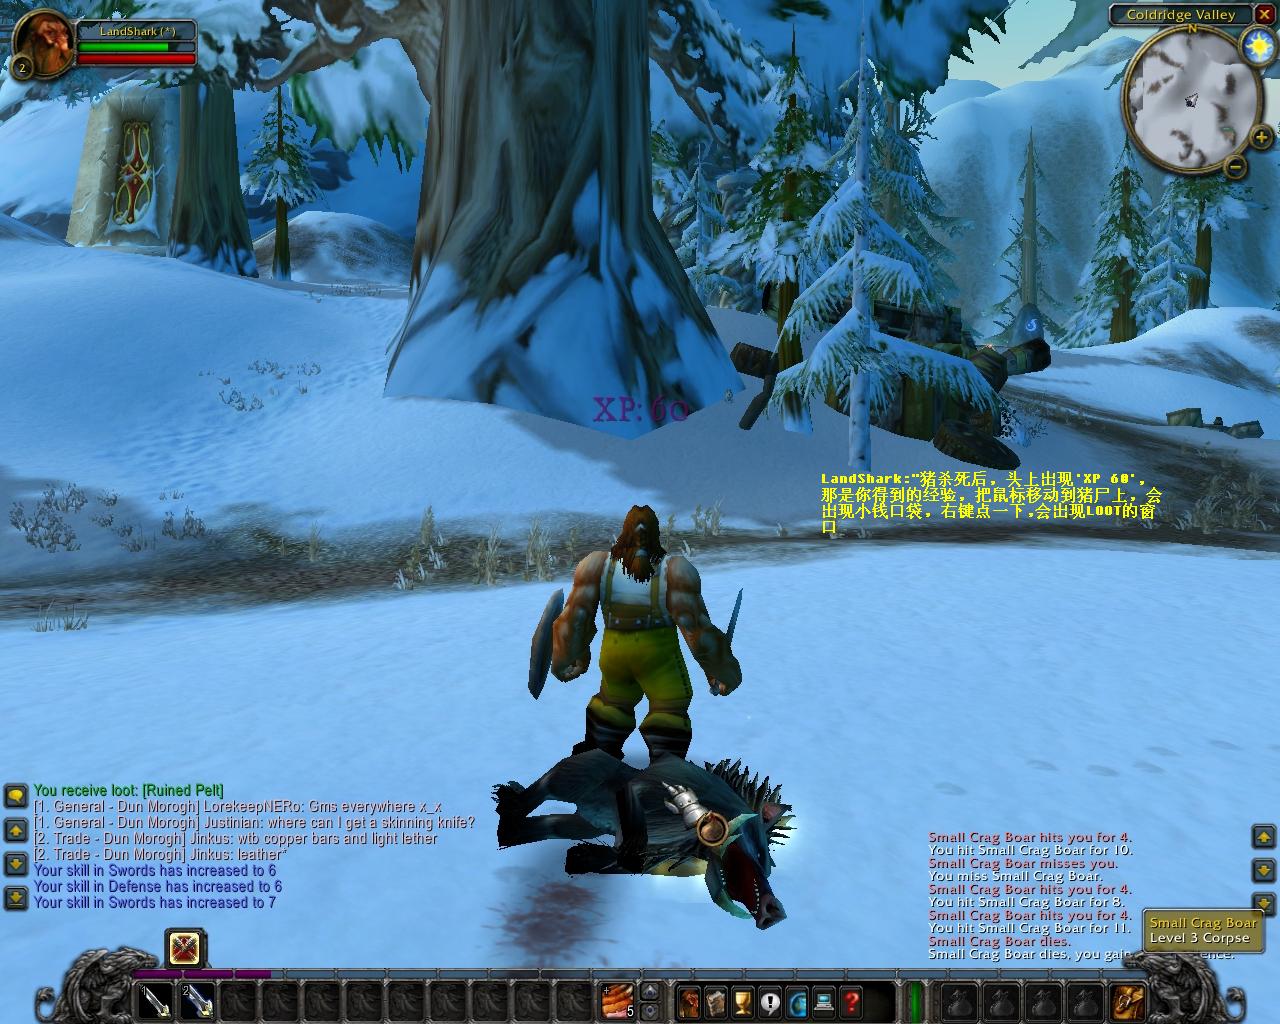 LandShark (*)
2
Coldridge Valley
N
XP: 60
LandShark:"猪杀死后，头上出现'XP 60'，
那是你得到的经验，把鼠标移动到猪尸上，会
出现小钱口袋，右键点一下,会出现LOOT的窗
口
You receive loot: [Ruined Pelt]
[1. General - Dun Morogh] LorekeepNERo: Gms everywhere x_x
[1. General - Dun Morogh] Justinian: where can I get a skinning knife?
[2. Trade - Dun Morogh] Jinkus: wtb copper bars and light lether
[2. Trade - Dun Morogh] Jinkus: leather*
Your skill in Swords has increased to 6
Your skill in Defense has increased to 6
Your skill in Swords has increased to 7
Small Crag Boar hits you for 4.
You hit Small Crag Boar for 10.
Small Crag Boar misses you.
You miss Small Crag Boar.
Small Crag Boar hits you for 4.
You hit Small Crag Boar for 8.
Small Crag Boar hits you for 4.
You hit Small Crag Boar for 11.
Small Crag Boar dies.
Small Crag Boar dies, you gain
Small Crag Boar
Level 3 Corpse
1
2
5